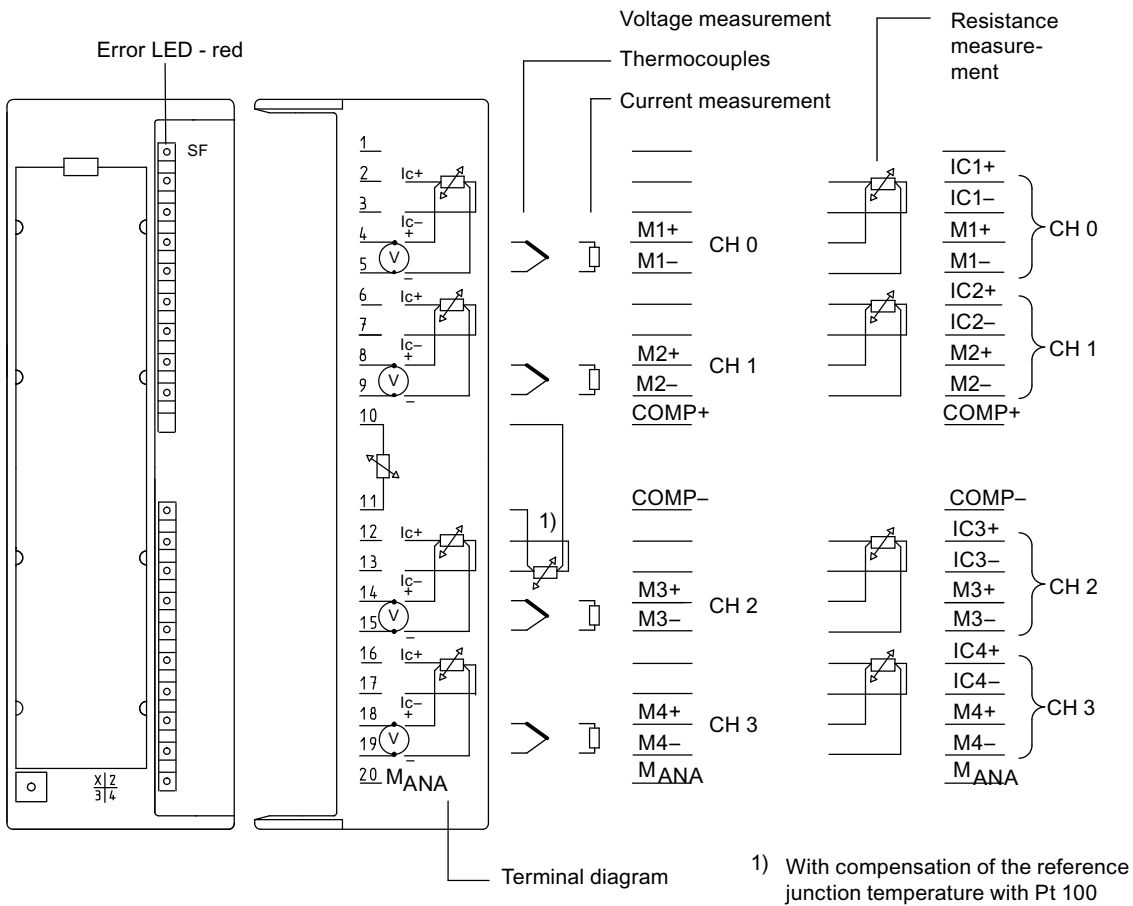 Error LED - red
Voltage measurement
Thermocouples
Current measurement
Resistance
measure-
ment
SF
X 2
3 4
1
2 Ic+
3
Ic–
4 +
V
5 –
6 Ic+
7
Ic–
8 +
V
9 –
10
11
12 Ic+
13
Ic–
14 +
V
15 –
16 Ic+
17
Ic–
18 +
V
19 –
20 MANA
1)
M1+
M1–
CH 0
M2+
M2–
CH 1
COMP+
COMP–
M3+
M3–
CH 2
M4+
M4–
CH 3
MANA
IC1+
IC1–
M1+
M1–
CH 0
IC2+
IC2–
M2+
M2–
CH 1
COMP+
COMP–
IC3+
IC3–
M3+
M3–
CH 2
IC4+
IC4–
M4+
M4–
CH 3
MANA
Terminal diagram
1) With compensation of the reference
junction temperature with Pt 100